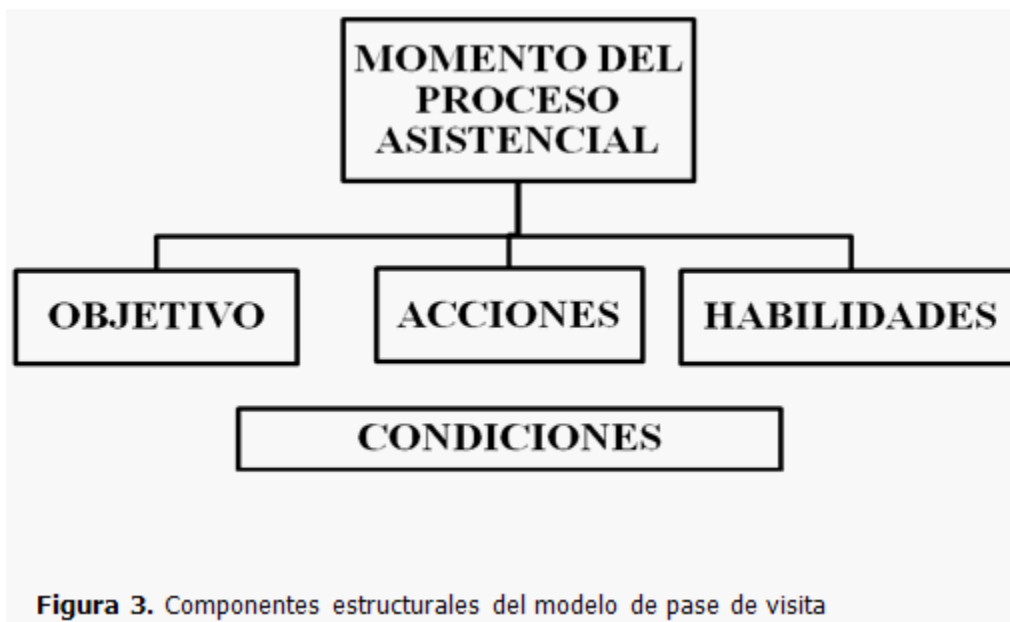 MOMENTO DEL
PROCESO
ASISTENCIAL
OBJETIVO
ACCIONES
HABILIDADES
CONDICIONES
Figura 3. Componentes estructurales del modelo de pase de visita